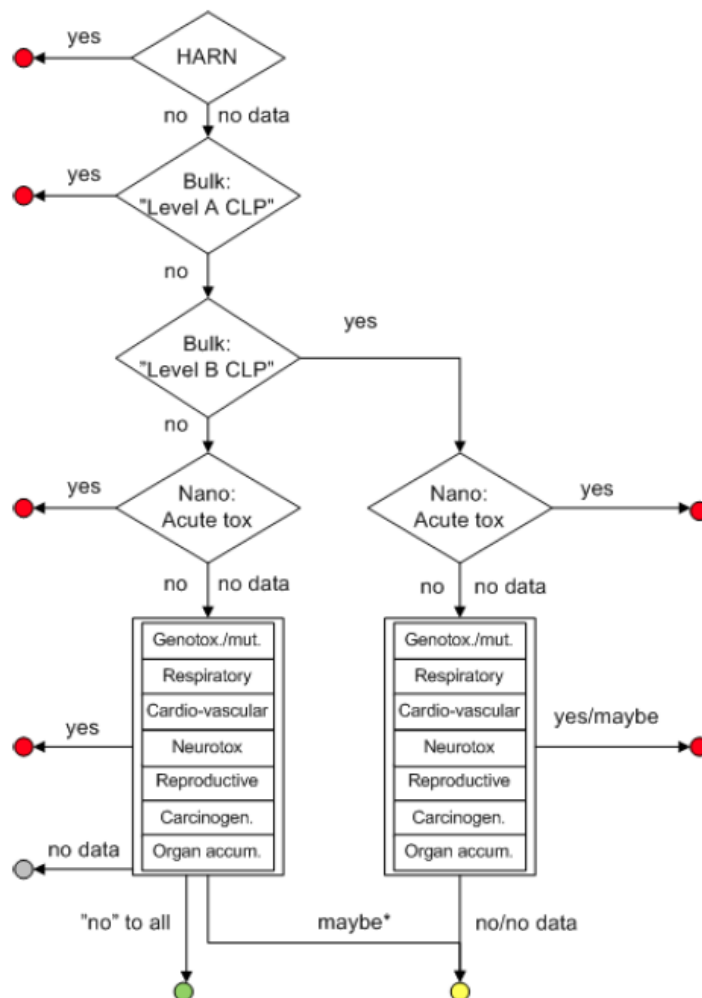 yes
HARN
no
no data
yes
Bulk:
"Level A CLP"
no
yes
Bulk:
"Level B CLP"
no
yes
Nano:
Acute tox
Nano:
Acute tox
yes
no
no data
no
no data
Genotox./mut.
Respiratory
Cardio-vascular
Neurotox
Reproductive
Carcinogen.
Organ accum.
yes
no data
Genotox./mut.
Respiratory
Cardio-vascular
Neurotox
Reproductive
Carcinogen.
Organ accum.
yes/maybe
"no" to all
maybe*
no/no data